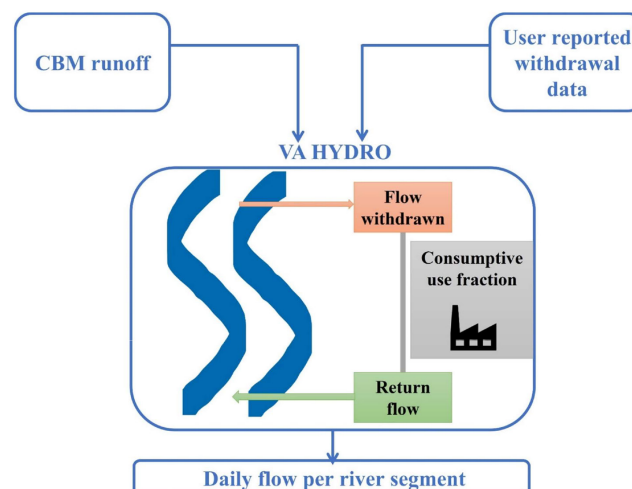 CBM runoff
User reported
withdrawal
data
VA HYDRO
Flow
withdrawn
Consumptive
use fraction
Return
flow
Daily flow per river segment